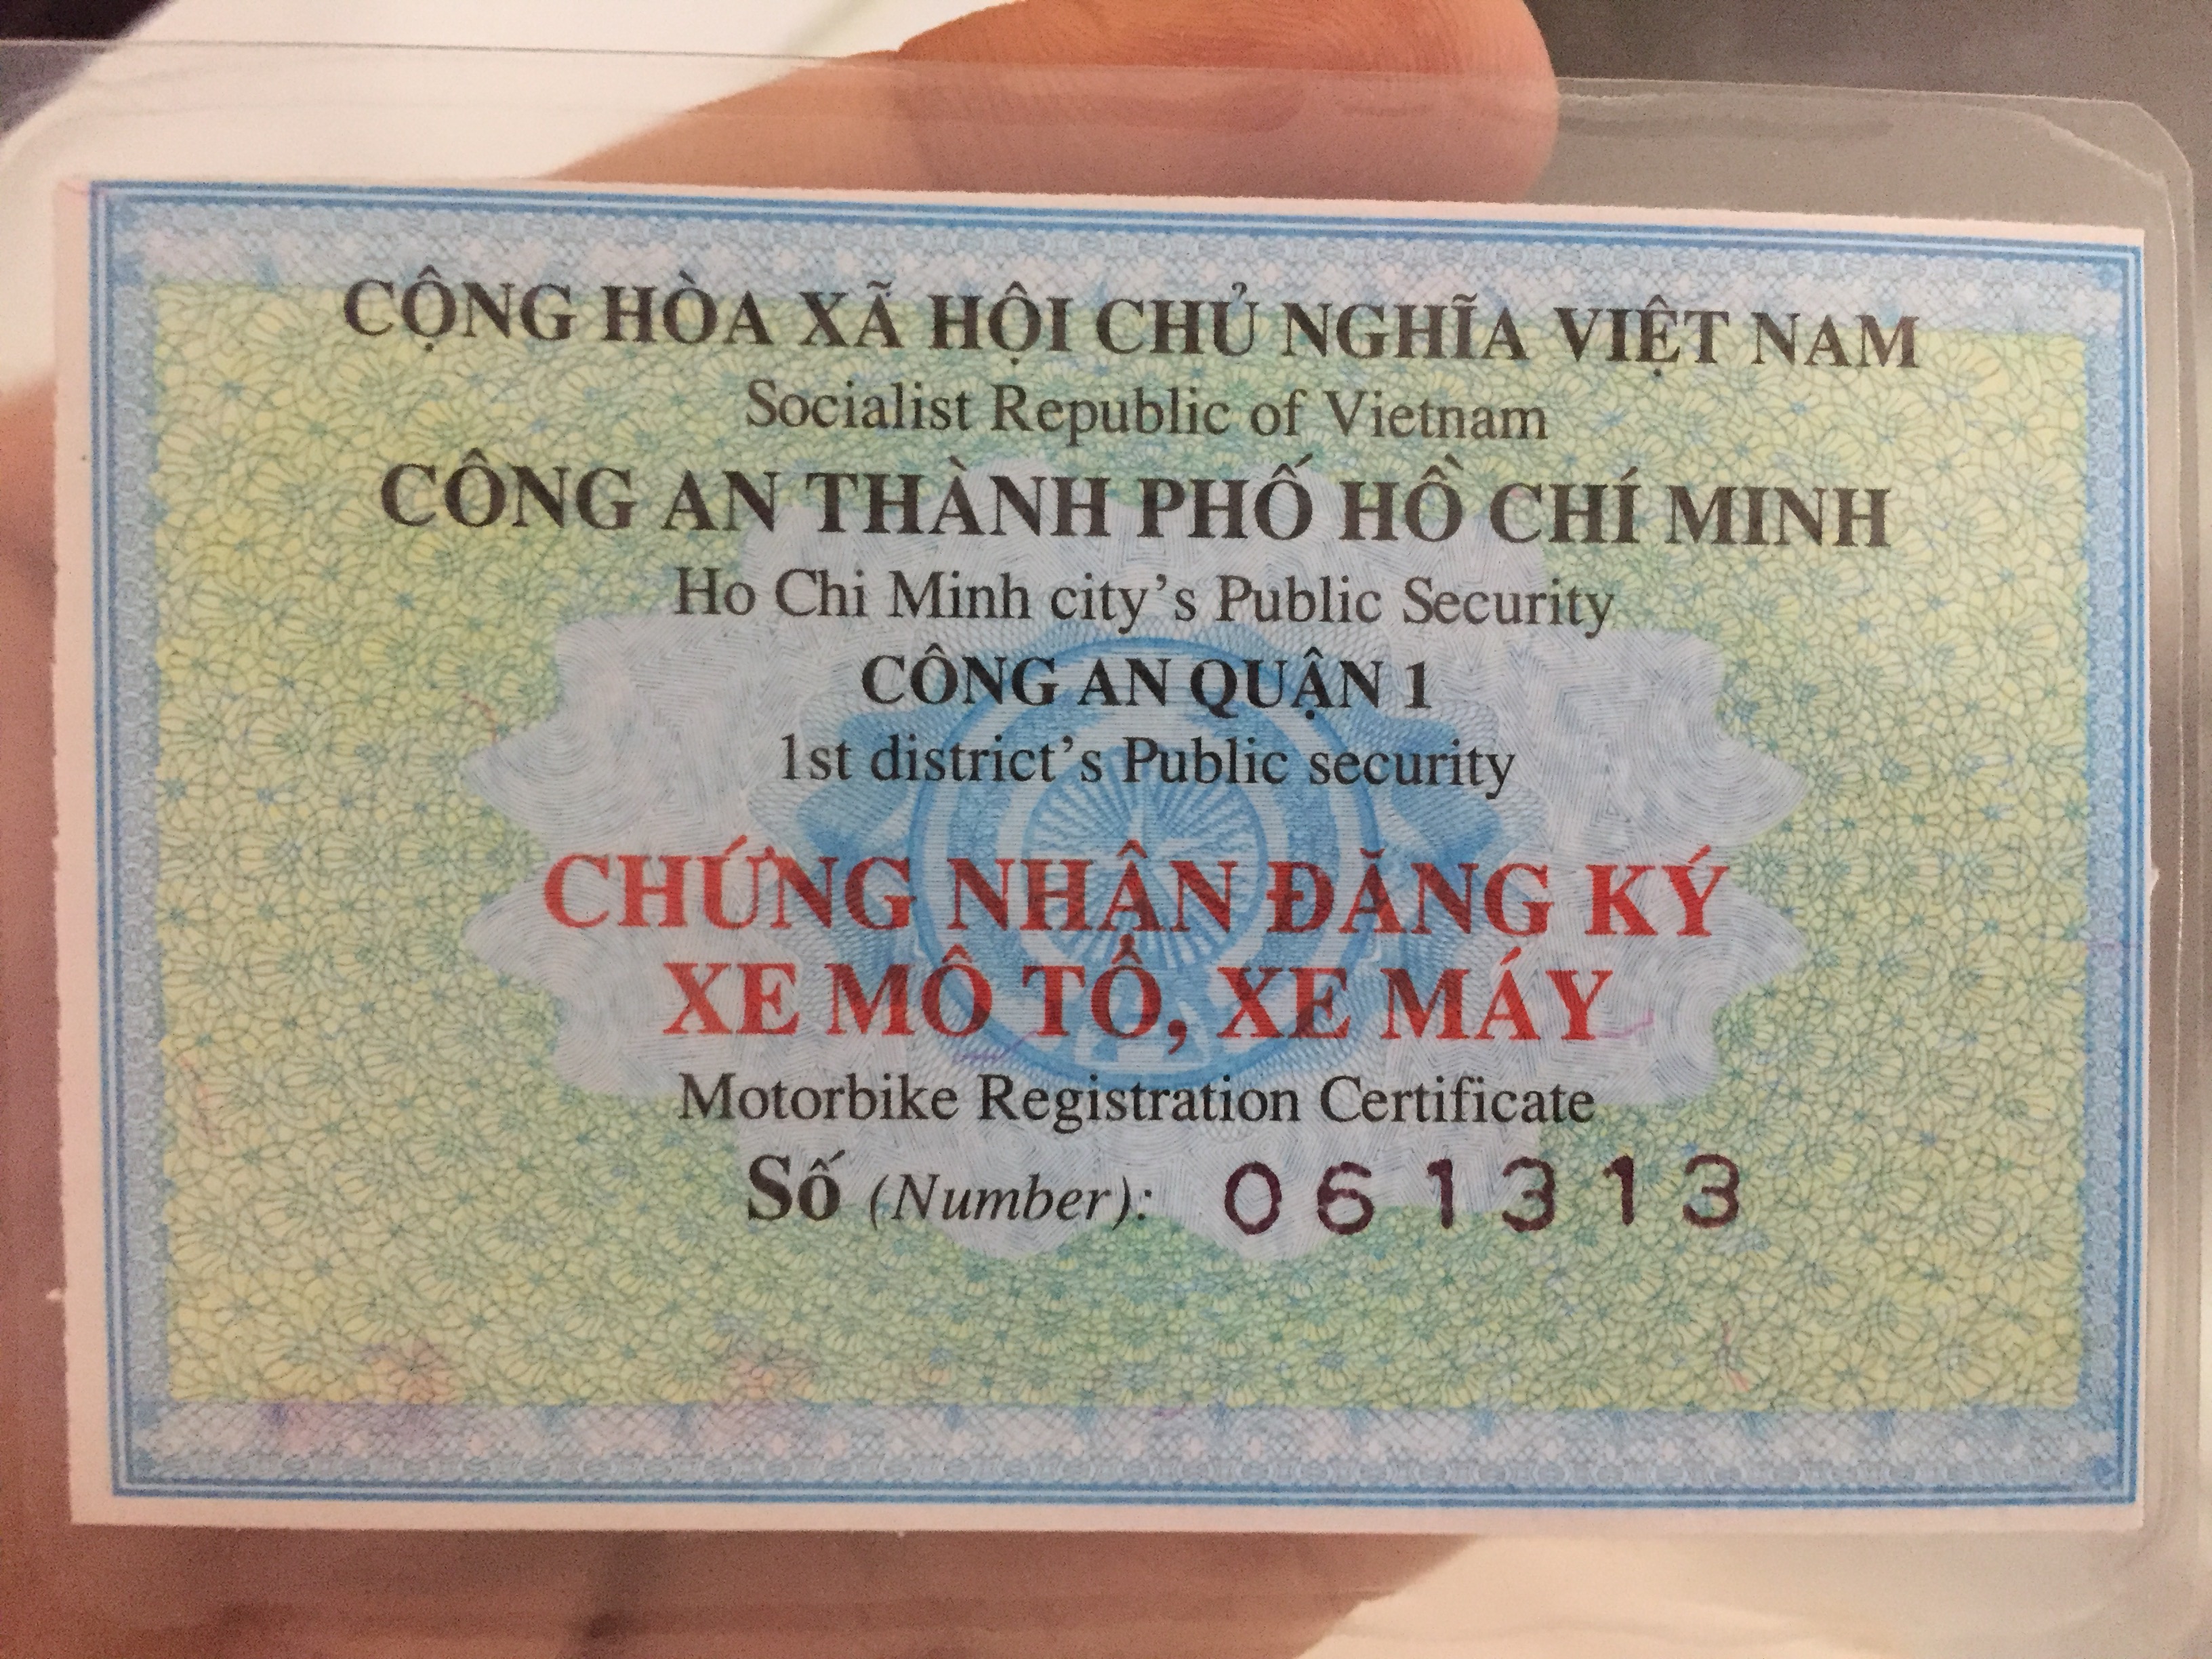 CỘNG HÒA XÃ HỘI CHỦ NGHĨA VIỆT NAM
Socialist Republic of Vietnam
CÔNG AN THÀNH PHỐ HỒ CHÍ MINH
Ho Chi Minh city's Public Security
CÔNG AN QUẬN 1
1st district's Public security
CHỨNG NHẬN ĐĂNG KÝ
XE MÔ TÔ, XE MÁY
Motorbike Registration Certificate
Số (Number): 061313